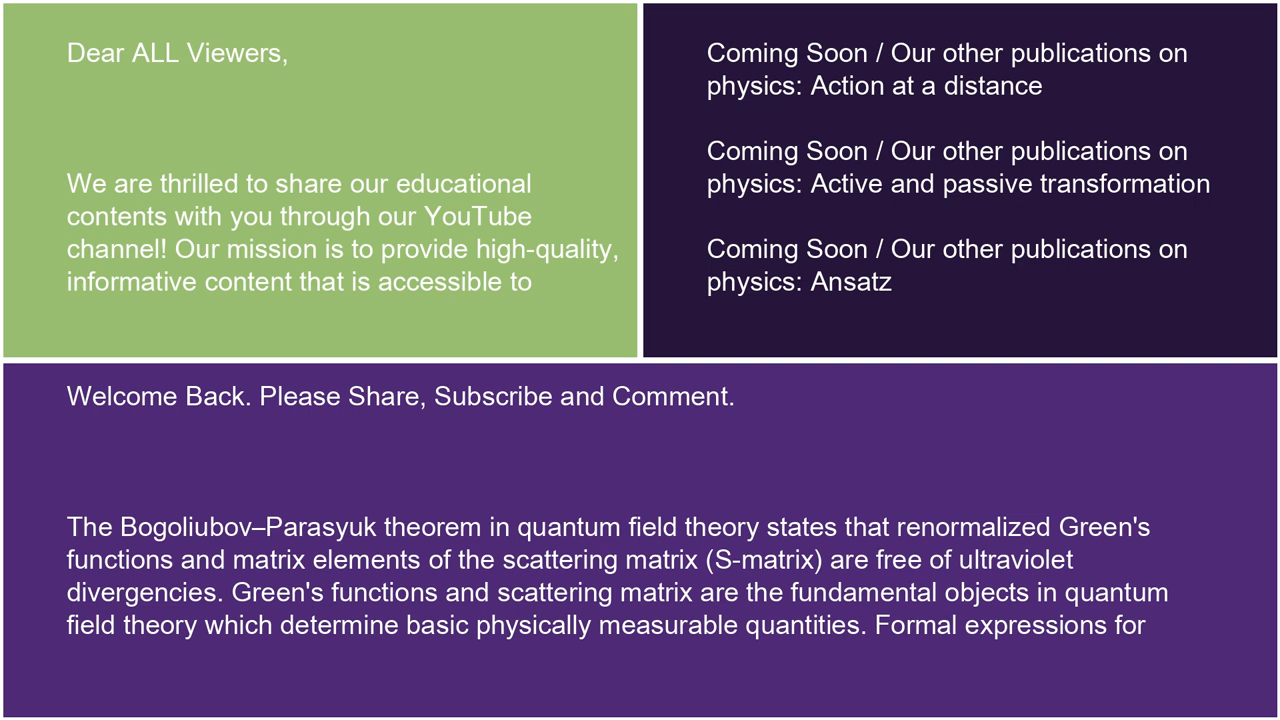 Dear ALL Viewers,
We are thrilled to share our educational
contents with you through our YouTube
channel! Our mission is to provide high-quality,
informative content that is accessible to
Coming Soon / Our other publications on
physics: Action at a distance
Coming Soon / Our other publications on
physics: Active and passive transformation
Coming Soon / Our other publications on
physics: Ansatz
Welcome Back. Please Share, Subscribe and Comment.
The Bogoliubov–Parasyuk theorem in quantum field theory states that renormalized Green's
functions and matrix elements of the scattering matrix (S-matrix) are free of ultraviolet
divergencies. Green's functions and scattering matrix are the fundamental objects in quantum
field theory which determine basic physically measurable quantities. Formal expressions for